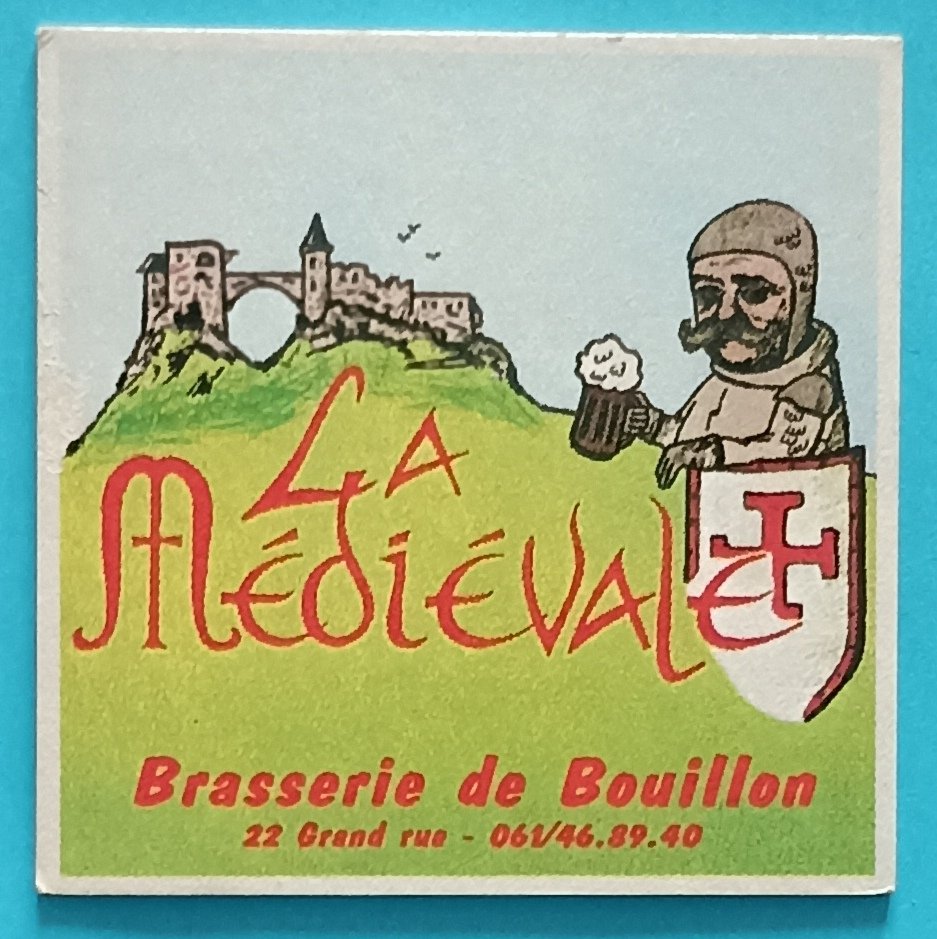 La
Médiévale
Brasserie de Bouillon
22 Grand rue - 061/46.89.40